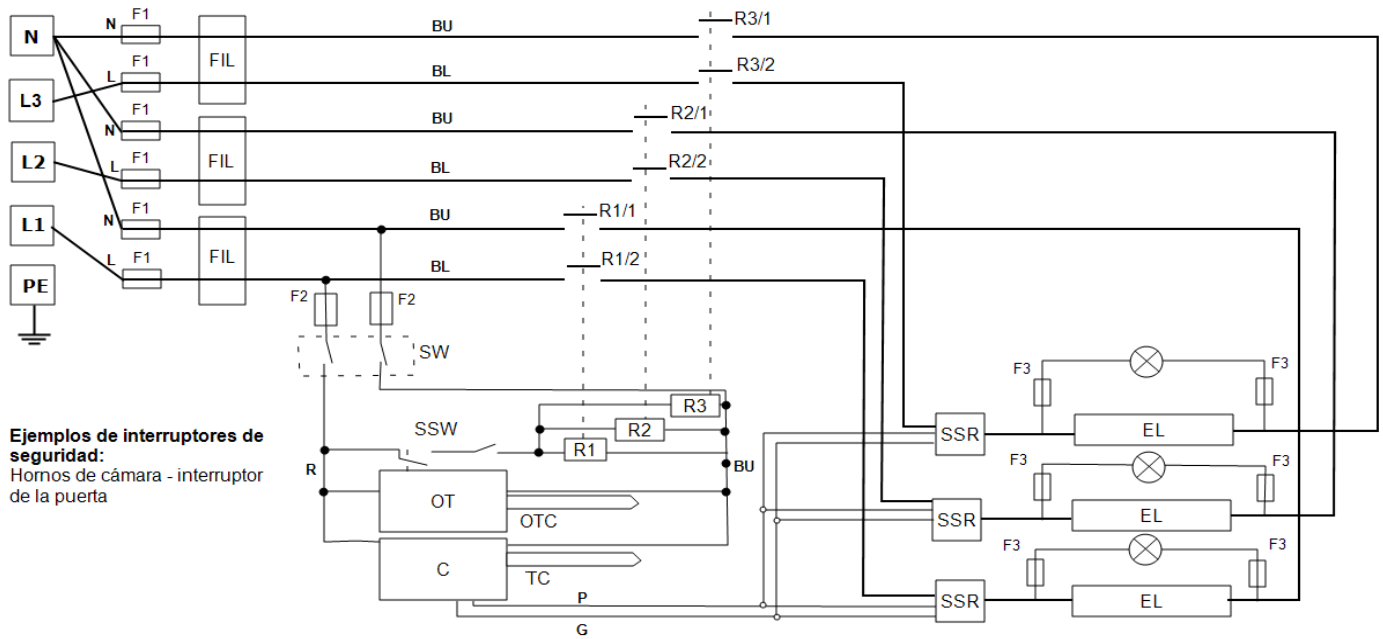 N
F1
N
BU
R3/1
FIL
L3
F1
L
BL
R3/2
F1
N
BU
R2/1
FIL
L2
F1
L
BL
R2/2
F1
N
BU
R1/1
FIL
L1
F1
L
BL
R1/2
PE
F2
F2
SW
R3
SSW
R2
R1
BU
R
OT
OTC
C
TC
P
G
F3
F3
SSR
EL
F3
F3
SSR
EL
F3
F3
SSR
EL
Ejemplos de interruptores de
seguridad:
Hornos de cámara - interruptor
de la puerta